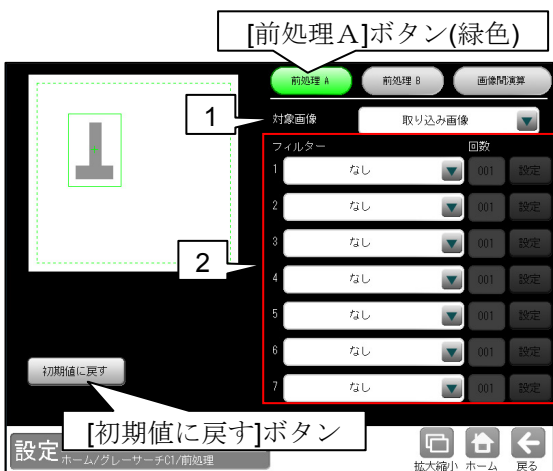 [前処理Ａ]ボタン(緑色)
前処理 A
前処理 B
画像間演算
1
対象画像
取り込み画像
フィルター
回数
1 なし 001 設定
2 なし 001 設定
2
3 なし 001 設定
4 なし 001 設定
5 なし 001 設定
6 なし 001 設定
7 なし 001 設定
初期値に戻す
[初期値に戻す]ボタン
設定 ホーム/グレーサーチC1/前処理
拡大縮小 ホーム 戻る